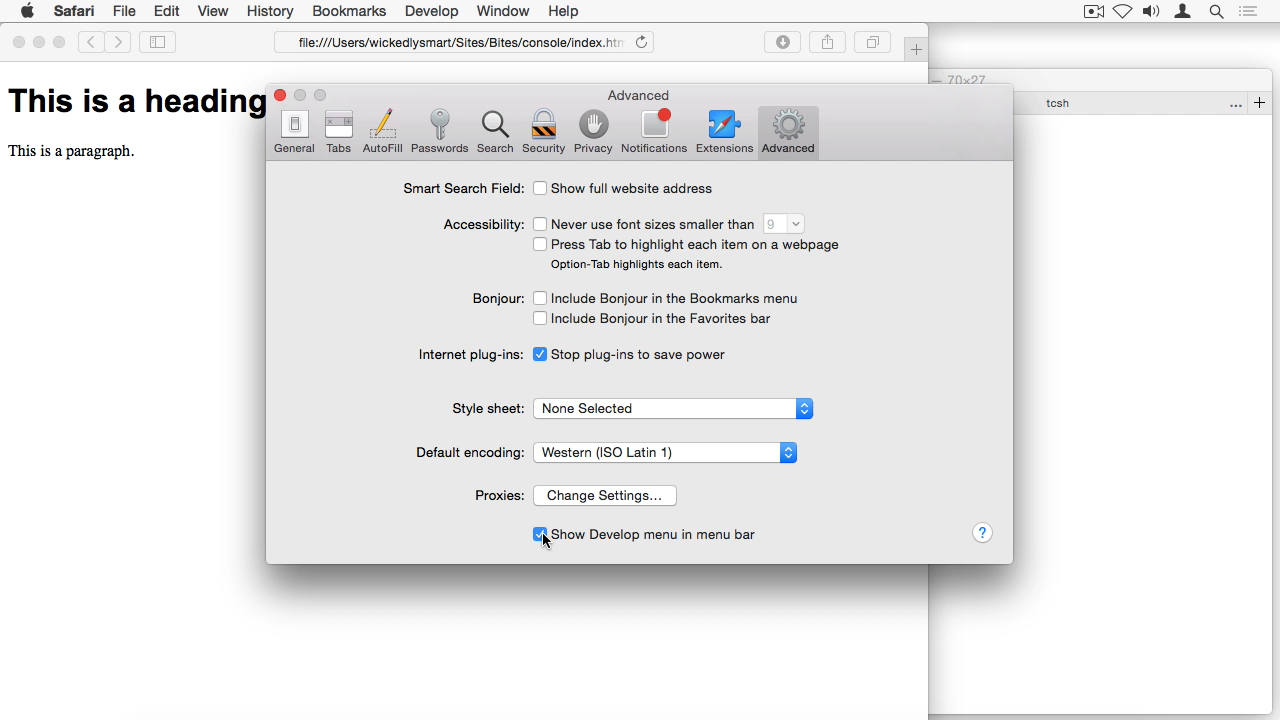 Safari File Edit View History Bookmarks Develop Window Help
file:///Users/wickedlysmart/Sites/Bites/console/index.htm
70×27
tcsh
This is a heading
This is a paragraph.
Advanced
General Tabs AutoFill Passwords Search Security Privacy Notifications Extensions Advanced
Smart Search Field: Show full website address
Accessibility: Never use font sizes smaller than 9
Press Tab to highlight each item on a webpage
Option-Tab highlights each item.
Bonjour: Include Bonjour in the Bookmarks menu
Include Bonjour in the Favorites bar
Internet plug-ins: Stop plug-ins to save power
Style sheet: None Selected
Default encoding: Western (ISO Latin 1)
Proxies: Change Settings...
Show Develop menu in menu bar ?